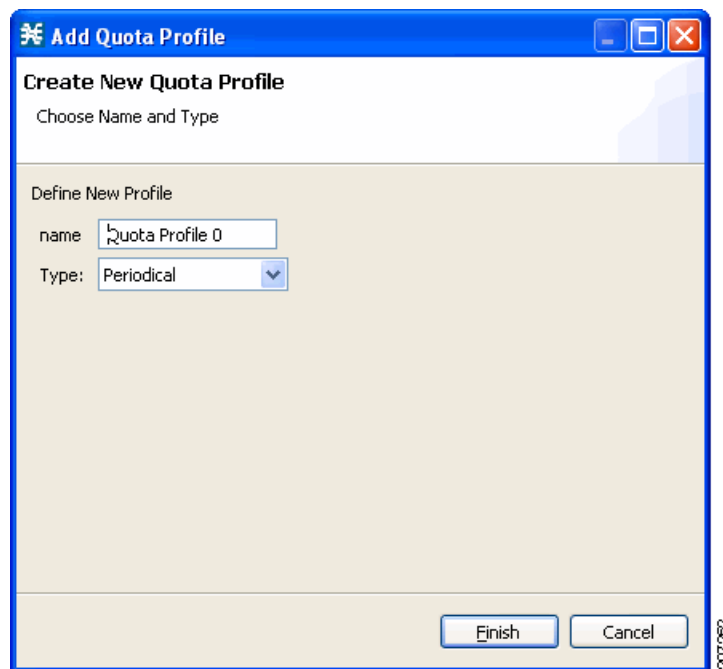 Add Quota Profile
Create New Quota Profile
Choose Name and Type
Define New Profile
name Quota Profile 0
Type: Periodical
Finish Cancel